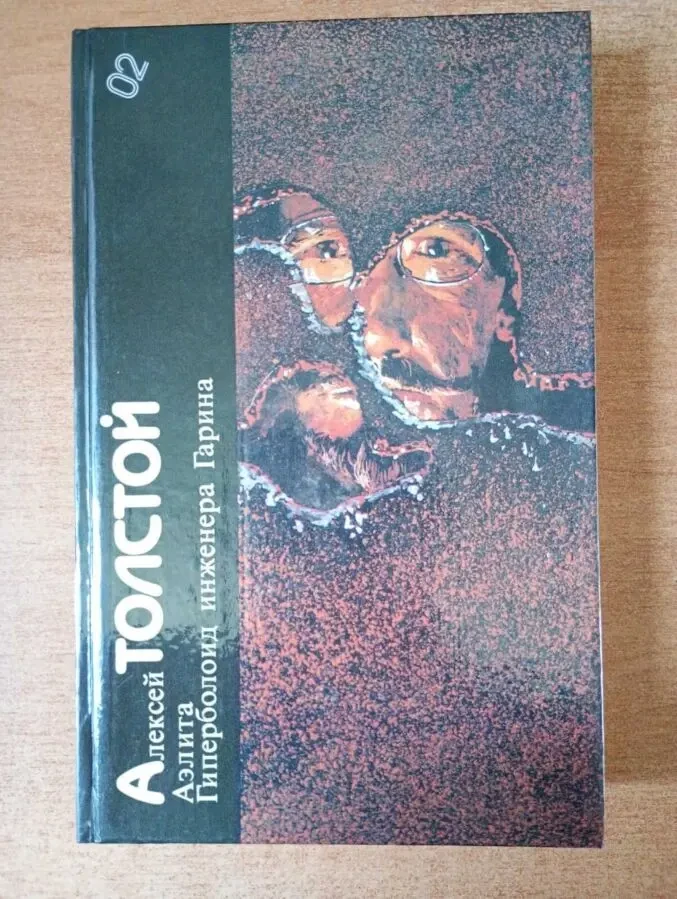 02
Алексей ТОЛСТОЙ
Аэлита
Гиперболоид инженера Гарина